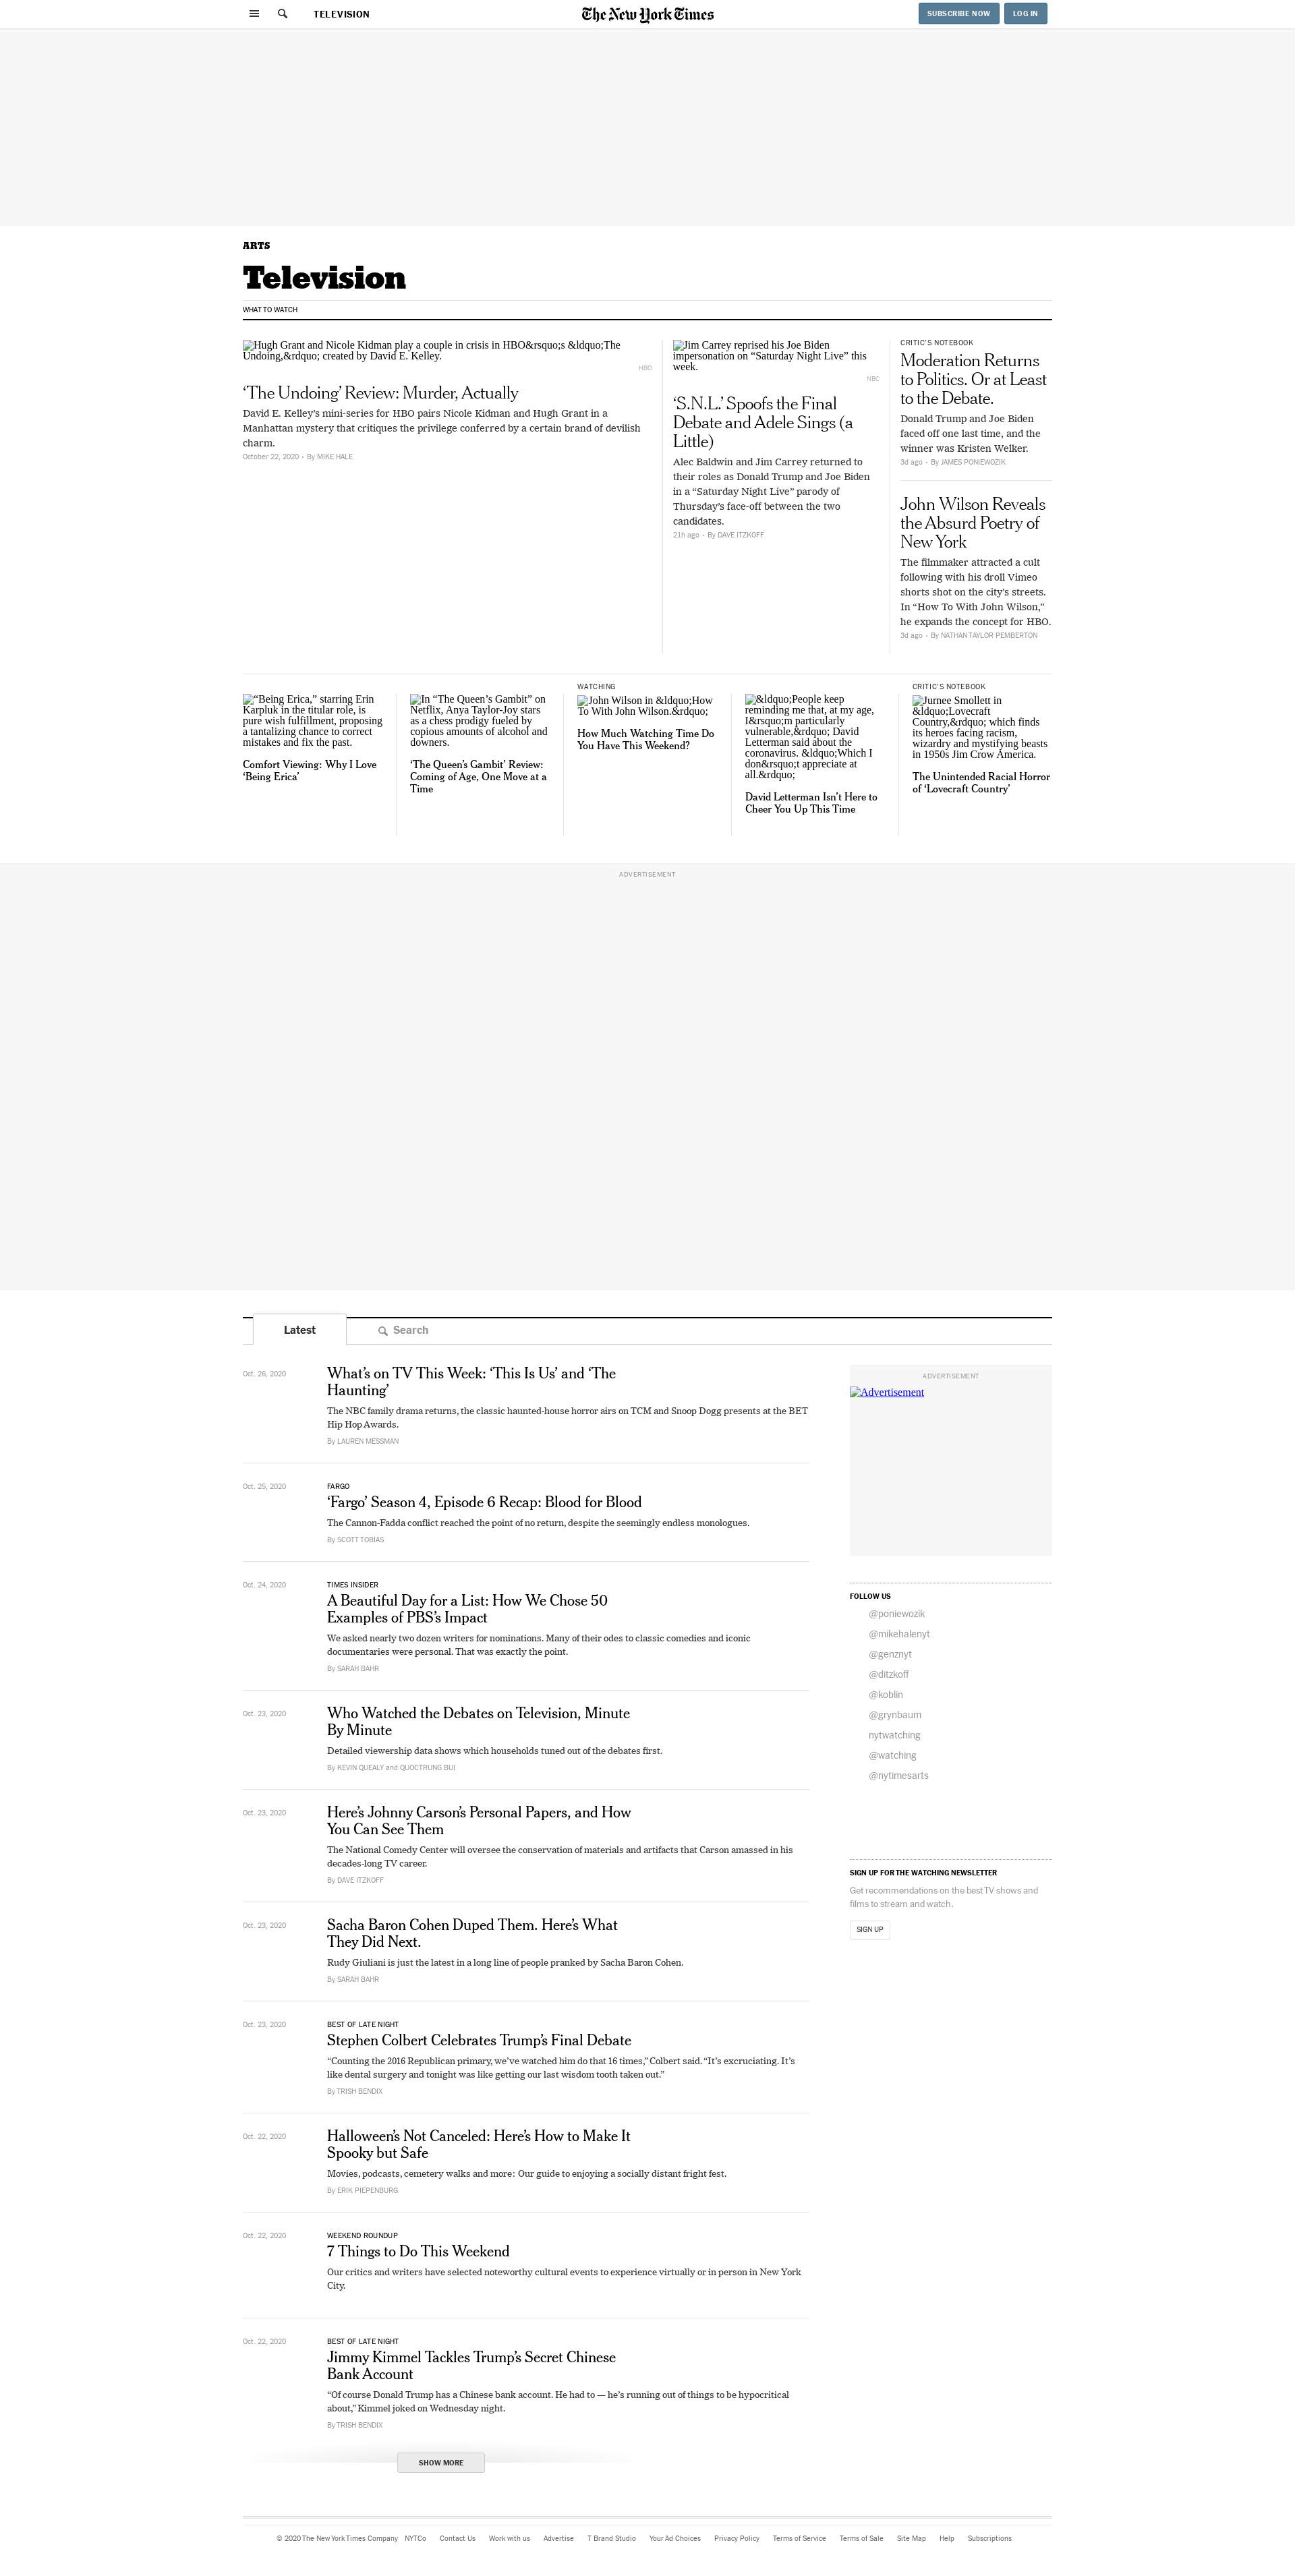 TELEVISION
The New York Times
SUBSCRIBE NOW
LOG IN
ARTS
Television
WHAT TO WATCH
Hugh Grant and Nicole Kidman play a couple in crisis in HBO&rsquo;s &ldquo;The
Undoing,&rdquo; created by David E. Kelley.
HBO
‘The Undoing’ Review: Murder, Actually
David E. Kelley’s mini-series for HBO pairs Nicole Kidman and Hugh Grant in a
Manhattan mystery that critiques the privilege conferred by a certain brand of devilish
charm.
October 22, 2020 • By MIKE HALE
Jim Carrey reprised his Joe Biden
impersonation on “Saturday Night Live” this
week.
NBC
‘S.N.L.’ Spoofs the Final
Debate and Adele Sings (a
Little)
Alec Baldwin and Jim Carrey returned to
their roles as Donald Trump and Joe Biden
in a “Saturday Night Live” parody of
Thursday’s face-off between the two
candidates.
21h ago • By DAVE ITZKOFF
CRITIC’S NOTEBOOK
Moderation Returns
to Politics. Or at Least
to the Debate.
Donald Trump and Joe Biden
faced off one last time, and the
winner was Kristen Welker.
3d ago • By JAMES PONIEWOZIK
John Wilson Reveals
the Absurd Poetry of
New York
The filmmaker attracted a cult
following with his droll Vimeo
shorts shot on the city’s streets.
In “How To With John Wilson,”
he expands the concept for HBO.
3d ago • By NATHAN TAYLOR PEMBERTON
“Being Erica,” starring Erin
Karpluk in the titular role, is
pure wish fulfillment, proposing
a tantalizing chance to correct
mistakes and fix the past.
Comfort Viewing: Why I Love
‘Being Erica’
In “The Queen’s Gambit” on
Netflix, Anya Taylor-Joy stars
as a chess prodigy fueled by
copious amounts of alcohol and
downers.
‘The Queen’s Gambit’ Review:
Coming of Age, One Move at a
Time
WATCHING
John Wilson in &ldquo;How
To With John Wilson.&rdquo;
How Much Watching Time Do
You Have This Weekend?
&ldquo;People keep
reminding me that, at my age,
I&rsquo;m particularly
vulnerable,&rdquo; David
Letterman said about the
coronavirus. &ldquo;Which I
don&rsquo;t appreciate at
all.&rdquo;
David Letterman Isn’t Here to
Cheer You Up This Time
CRITIC’S NOTEBOOK
Jurnee Smollett in
&ldquo;Lovecraft
Country,&rdquo; which finds
its heroes facing racism,
wizardry and mystifying beasts
in 1950s Jim Crow America.
The Unintended Racial Horror
of ‘Lovecraft Country’
ADVERTISEMENT
Latest
Search
Oct. 26, 2020
What’s on TV This Week: ‘This Is Us’ and ‘The
Haunting’
The NBC family drama returns, the classic haunted-house horror airs on TCM and Snoop Dogg presents at the BET
Hip Hop Awards.
By LAUREN MESSMAN
Oct. 25, 2020
FARGO
‘Fargo’ Season 4, Episode 6 Recap: Blood for Blood
The Cannon-Fadda conflict reached the point of no return, despite the seemingly endless monologues.
By SCOTT TOBIAS
Oct. 24, 2020
TIMES INSIDER
A Beautiful Day for a List: How We Chose 50
Examples of PBS’s Impact
We asked nearly two dozen writers for nominations. Many of their odes to classic comedies and iconic
documentaries were personal. That was exactly the point.
By SARAH BAHR
Oct. 23, 2020
Who Watched the Debates on Television, Minute
By Minute
Detailed viewership data shows which households tuned out of the debates first.
By KEVIN QUEALY and QUOCTRUNG BUI
Oct. 23, 2020
Here’s Johnny Carson’s Personal Papers, and How
You Can See Them
The National Comedy Center will oversee the conservation of materials and artifacts that Carson amassed in his
decades-long TV career.
By DAVE ITZKOFF
Oct. 23, 2020
Sacha Baron Cohen Duped Them. Here’s What
They Did Next.
Rudy Giuliani is just the latest in a long line of people pranked by Sacha Baron Cohen.
By SARAH BAHR
Oct. 23, 2020
BEST OF LATE NIGHT
Stephen Colbert Celebrates Trump’s Final Debate
“Counting the 2016 Republican primary, we’ve watched him do that 16 times,” Colbert said. “It’s excruciating. It’s
like dental surgery and tonight was like getting our last wisdom tooth taken out.”
By TRISH BENDIX
Oct. 22, 2020
Halloween’s Not Canceled: Here’s How to Make It
Spooky but Safe
Movies, podcasts, cemetery walks and more: Our guide to enjoying a socially distant fright fest.
By ERIK PIEPENBURG
Oct. 22, 2020
WEEKEND ROUNDUP
7 Things to Do This Weekend
Our critics and writers have selected noteworthy cultural events to experience virtually or in person in New York
City.
Oct. 22, 2020
BEST OF LATE NIGHT
Jimmy Kimmel Tackles Trump’s Secret Chinese
Bank Account
“Of course Donald Trump has a Chinese bank account. He had to — he’s running out of things to be hypocritical
about,” Kimmel joked on Wednesday night.
By TRISH BENDIX
SHOW MORE
ADVERTISEMENT
Advertisement
FOLLOW US
@poniewozik
@mikehalenyt
@genznyt
@ditzkoff
@koblin
@grynbaum
nytwatching
@watching
@nytimesarts
SIGN UP FOR THE WATCHING NEWSLETTER
Get recommendations on the best TV shows and
films to stream and watch.
SIGN UP
© 2020 The New York Times Company NYTCo Contact Us Work with us Advertise T Brand Studio Your Ad Choices Privacy Policy Terms of Service Terms of Sale Site Map Help Subscriptions